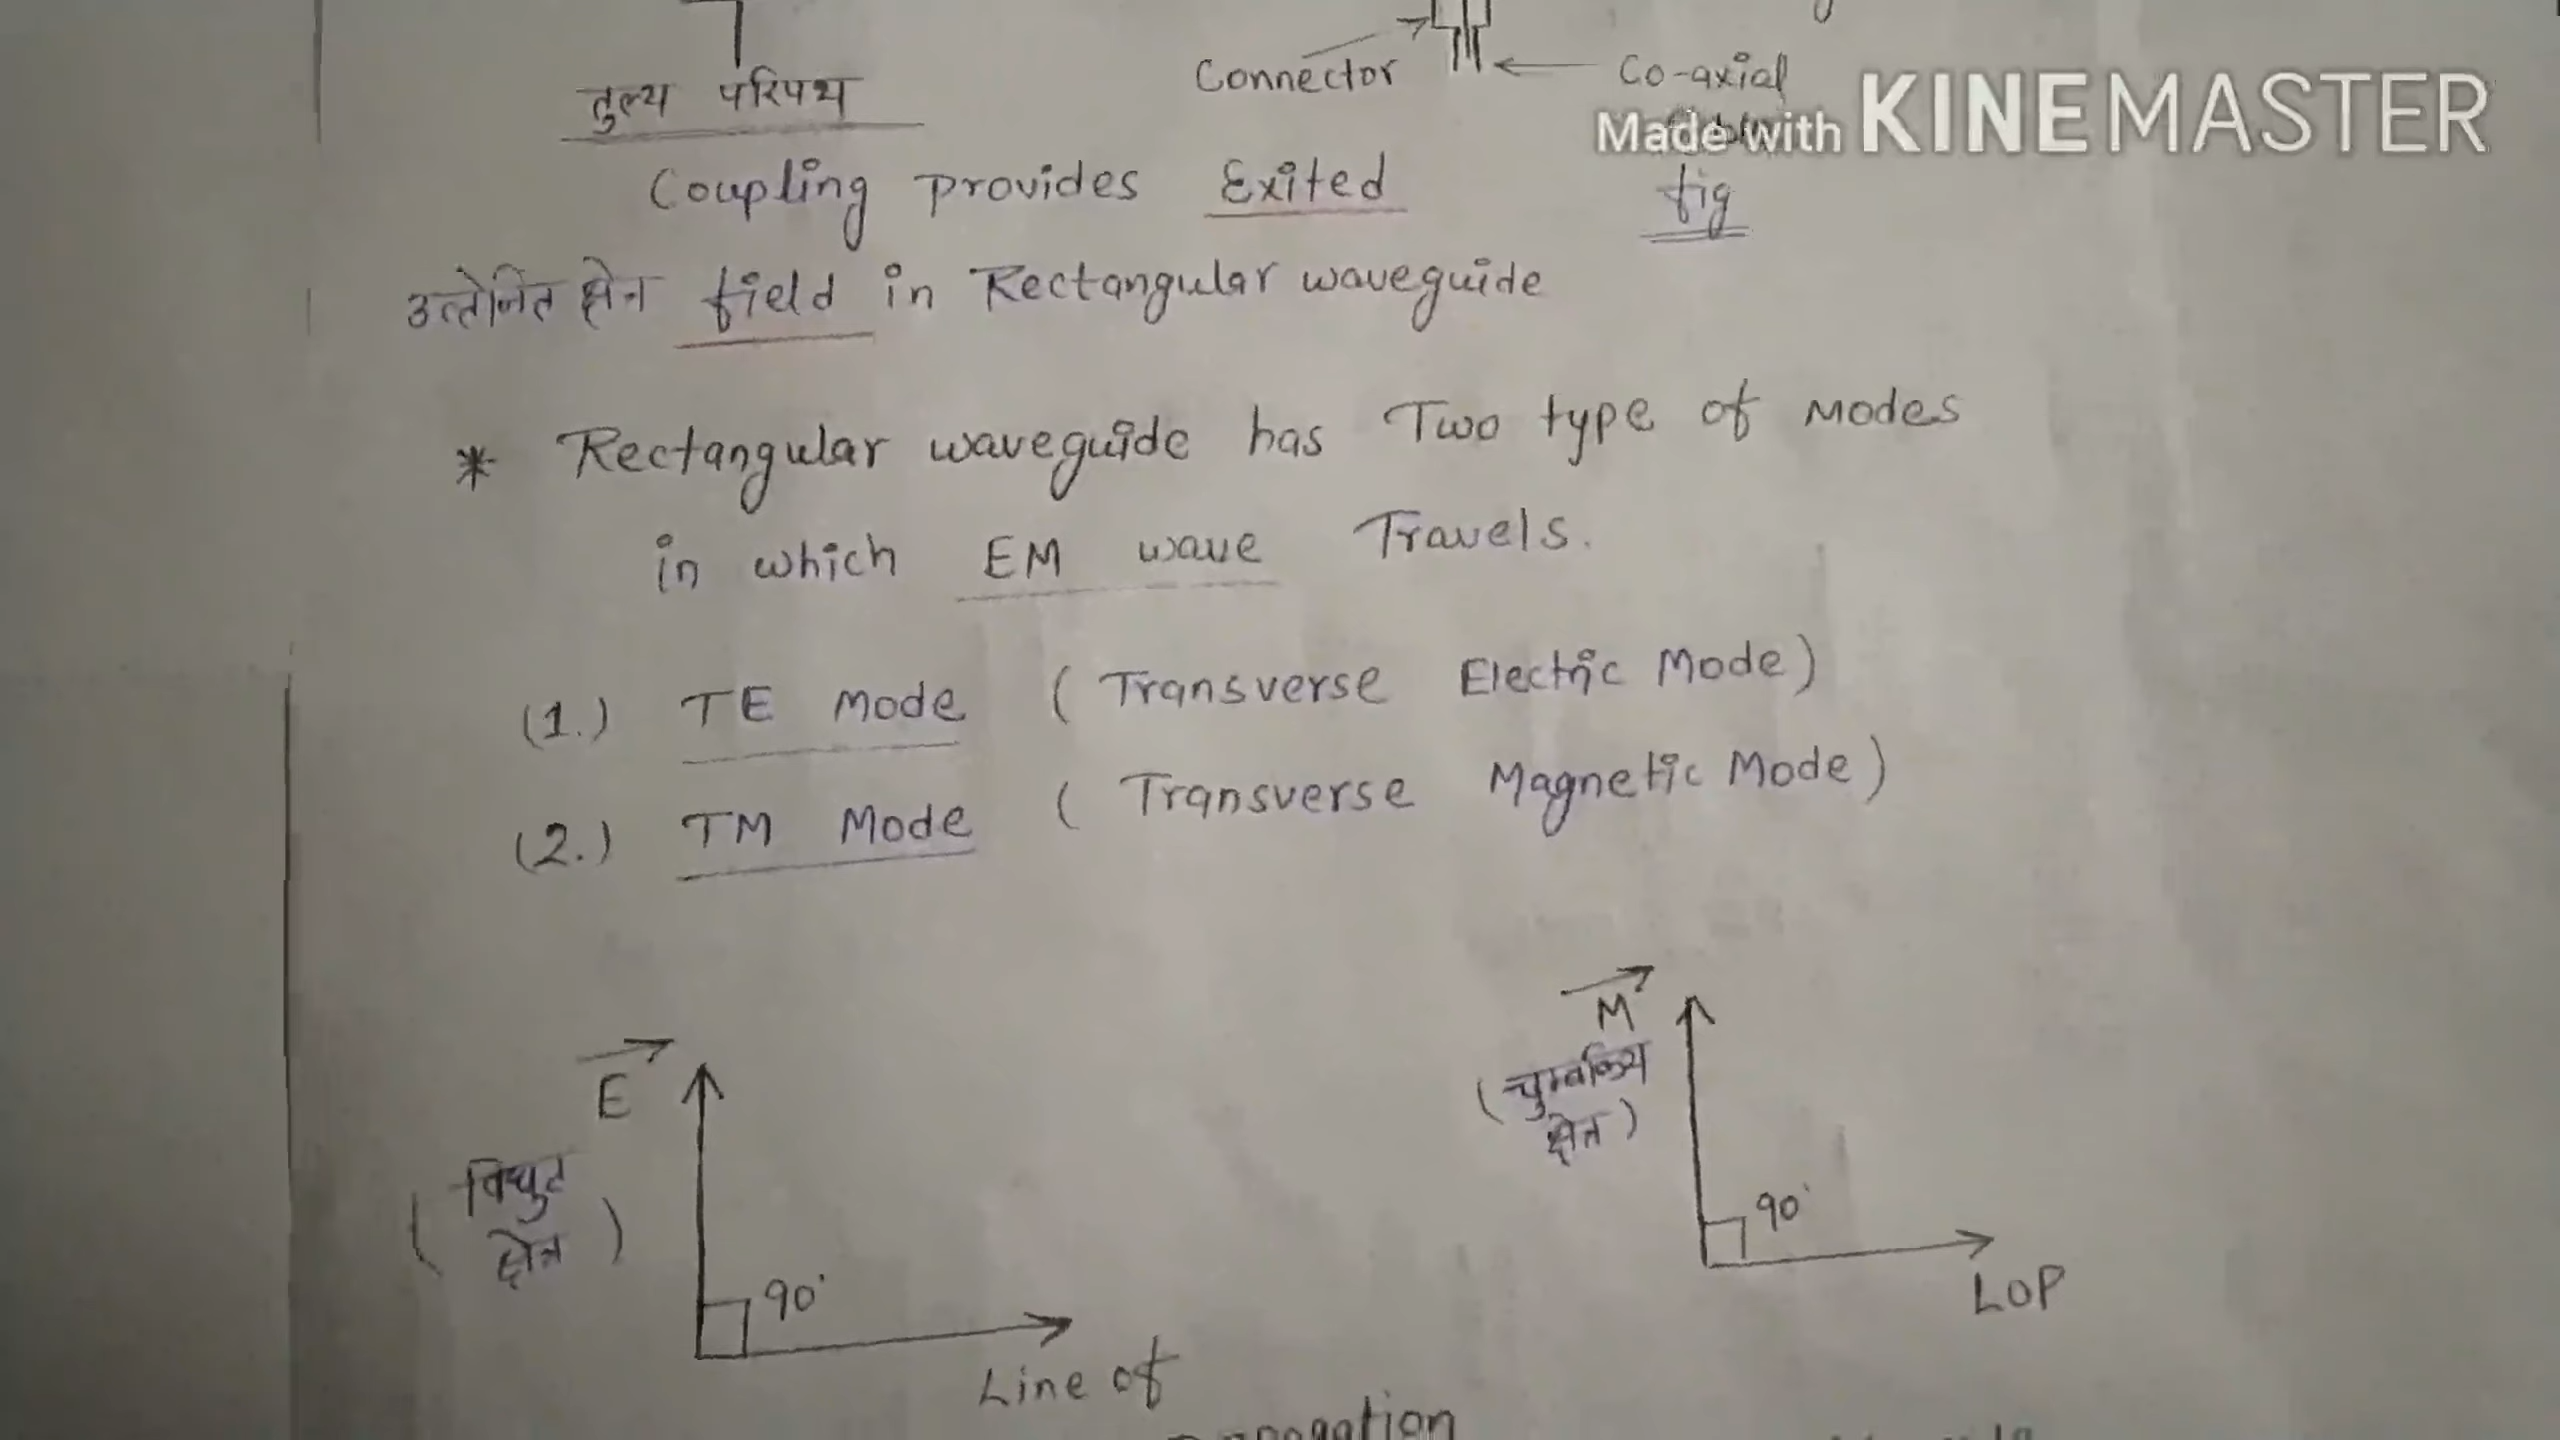 तुल्य परिपथ
Connector
Co-axial
Made with KINEMASTER
Coupling provides Exited
fig
उत्तेजित क्षेत्र field in Rectangular waveguide
* Rectangular waveguide has Two type of Modes
in which EM wave Travels.
(1.) TE Mode (Transverse Electric Mode)
(2.) TM Mode (Transverse Magnetic Mode)
E
(विधुत
क्षेत्र)
90°
Line of
M
(चुम्बकिय
क्षेत्र)
90°
LOP